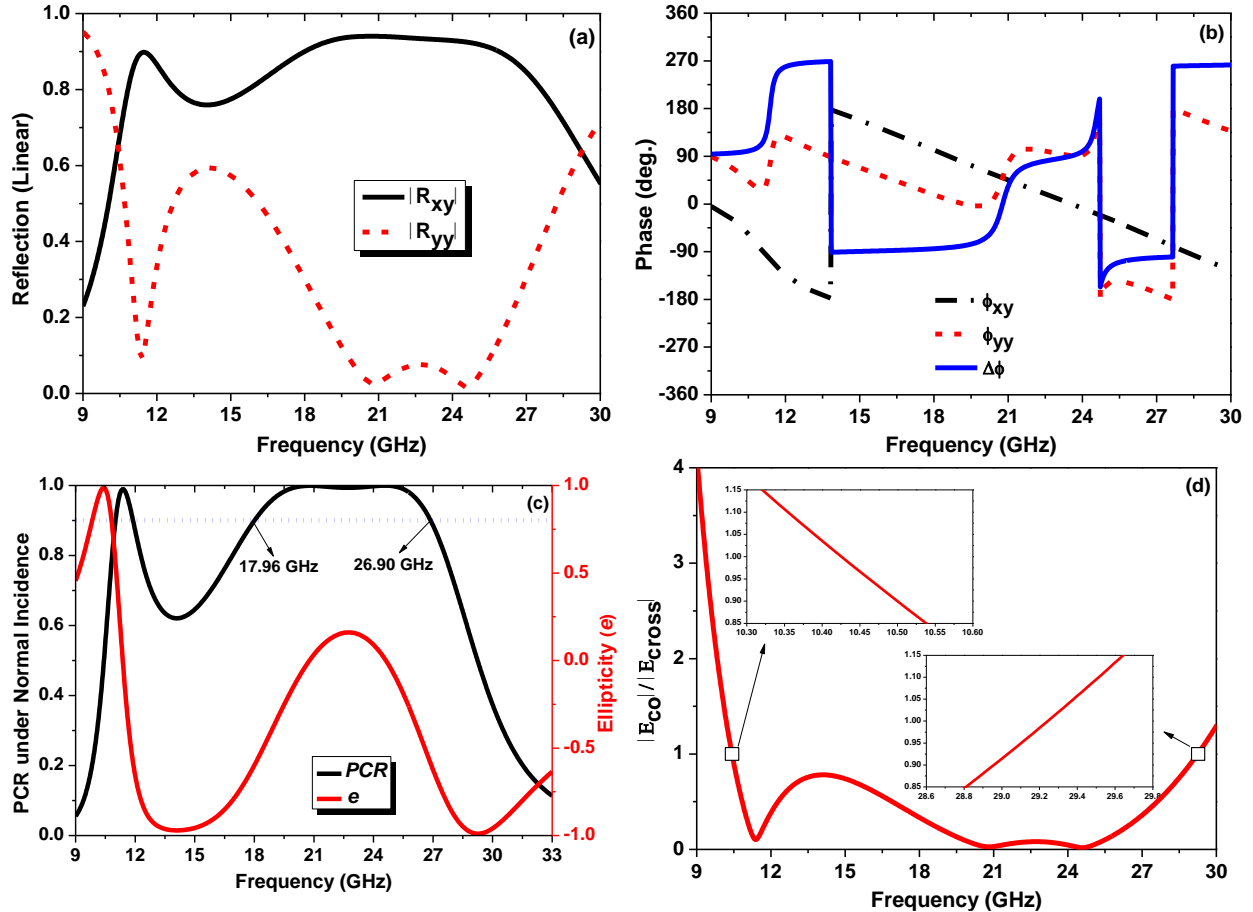 (a)
Reflection (Linear)
1.0
0.8
0.6
0.4
0.2
0.0
|Rxy|
|Ryy|
9 12 15 18 21 24 27 30
Frequency (GHz)
(b)
Phase (deg.)
360
270
180
90
0
-90
-180
-270
-360
ϕxy
ϕyy
Δϕ
9 12 15 18 21 24 27 30
Frequency (GHz)
(c)
PCR under Normal Incidence
1.0
0.8
0.6
0.4
0.2
0.0
17.96 GHz
26.90 GHz
PCR
e
1.0
0.5
0.0
-0.5
-1.0
Ellipticity (e)
9 12 15 18 21 24 27 30 33
Frequency (GHz)
(d)
|Eco|/|Ecross|
4
3
2
1
0
1.15
1.10
1.05
1.00
0.95
0.90
0.85
10.30 10.35 10.40 10.45 10.50 10.55 10.60
1.15
1.10
1.05
1.00
0.95
0.90
0.85
28.6 28.8 29.0 29.2 29.4 29.6 29.8
9 12 15 18 21 24 27 30
Frequency (GHz)